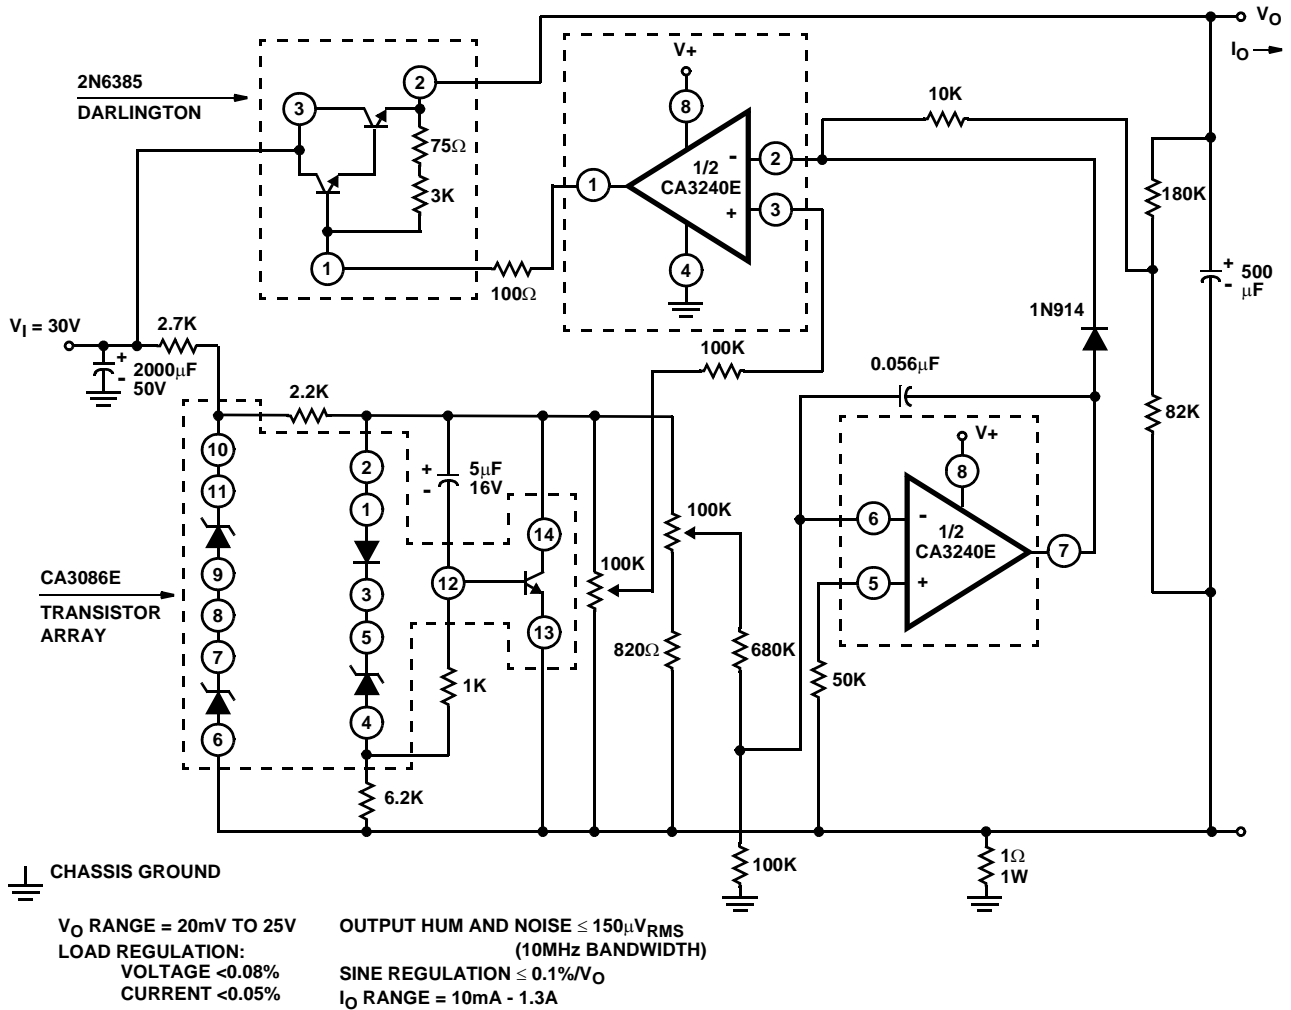 V_O
I_O
V+
2N6385
DARLINGTON
2
3
8
10K
75Ω
1/2
CA3240E
-
2
1
3K
+
3
180K
1
4
100Ω
+
-
500
μF
1N914
V_I = 30V
2.7K
+
-
2000μF
50V
100K
0.056μF
2.2K
82K
V+
10
2
+
-
5μF
16V
8
11
1
100K
6
-
1/2
CA3240E
14
7
CA3086E
TRANSISTOR
ARRAY
9
12
100K
5
+
3
8
13
5
7
820Ω
680K
50K
1K
4
6
6.2K
CHASSIS GROUND
100K
1Ω
1W
V_O RANGE = 20mV TO 25V
LOAD REGULATION:
VOLTAGE <0.08%
CURRENT <0.05%
OUTPUT HUM AND NOISE ≤ 150μV_RMS
(10MHz BANDWIDTH)
SINE REGULATION ≤ 0.1%/V_O
I_O RANGE = 10mA - 1.3A